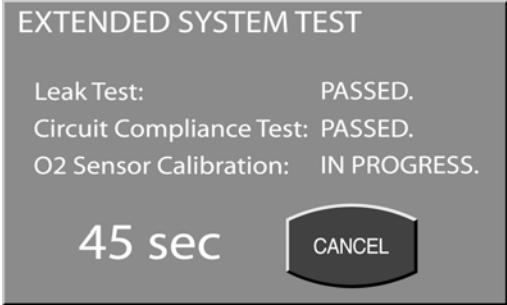 EXTENDED SYSTEM TEST
Leak Test: PASSED.
Circuit Compliance Test: PASSED.
O2 Sensor Calibration: IN PROGRESS.
45 sec
CANCEL